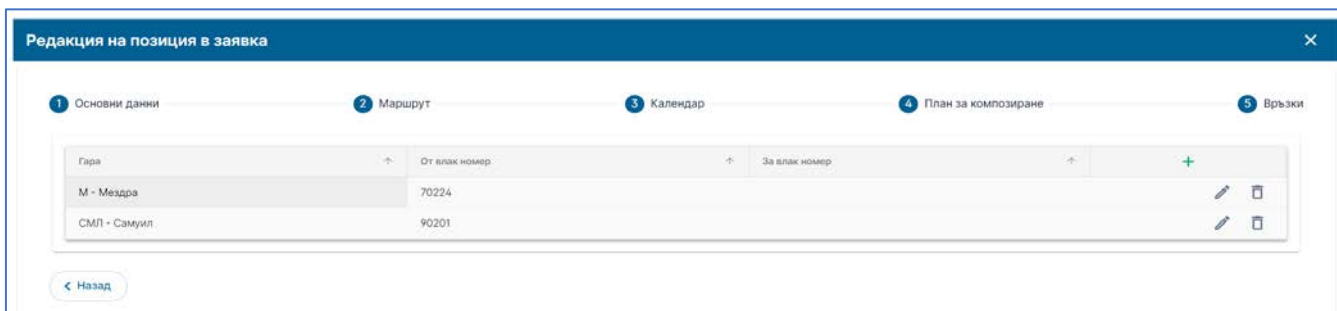 Редакция на позиция в заявка
1 Основни данни 2 Маршрут 3 Календар 4 План за композиране 5 Връзки
Гара От влак номер За влак номер
М - Мездра 70224
СМЛ - Самуил 90201
Назад